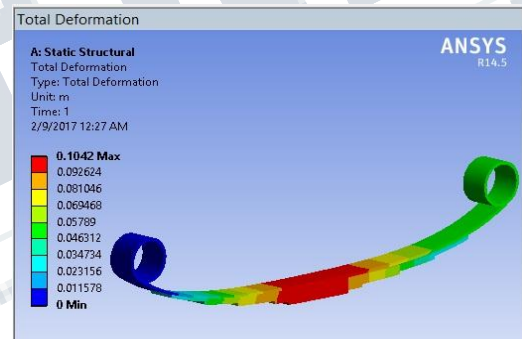 Total Deformation
A: Static Structural
Total Deformation
Type: Total Deformation
Unit: m
Time: 1
2/9/2017 12:27 AM
ANSYS
R14.5
0.1042 Max
0.092624
0.081046
0.069468
0.05789
0.046312
0.034734
0.023156
0.011578
0 Min